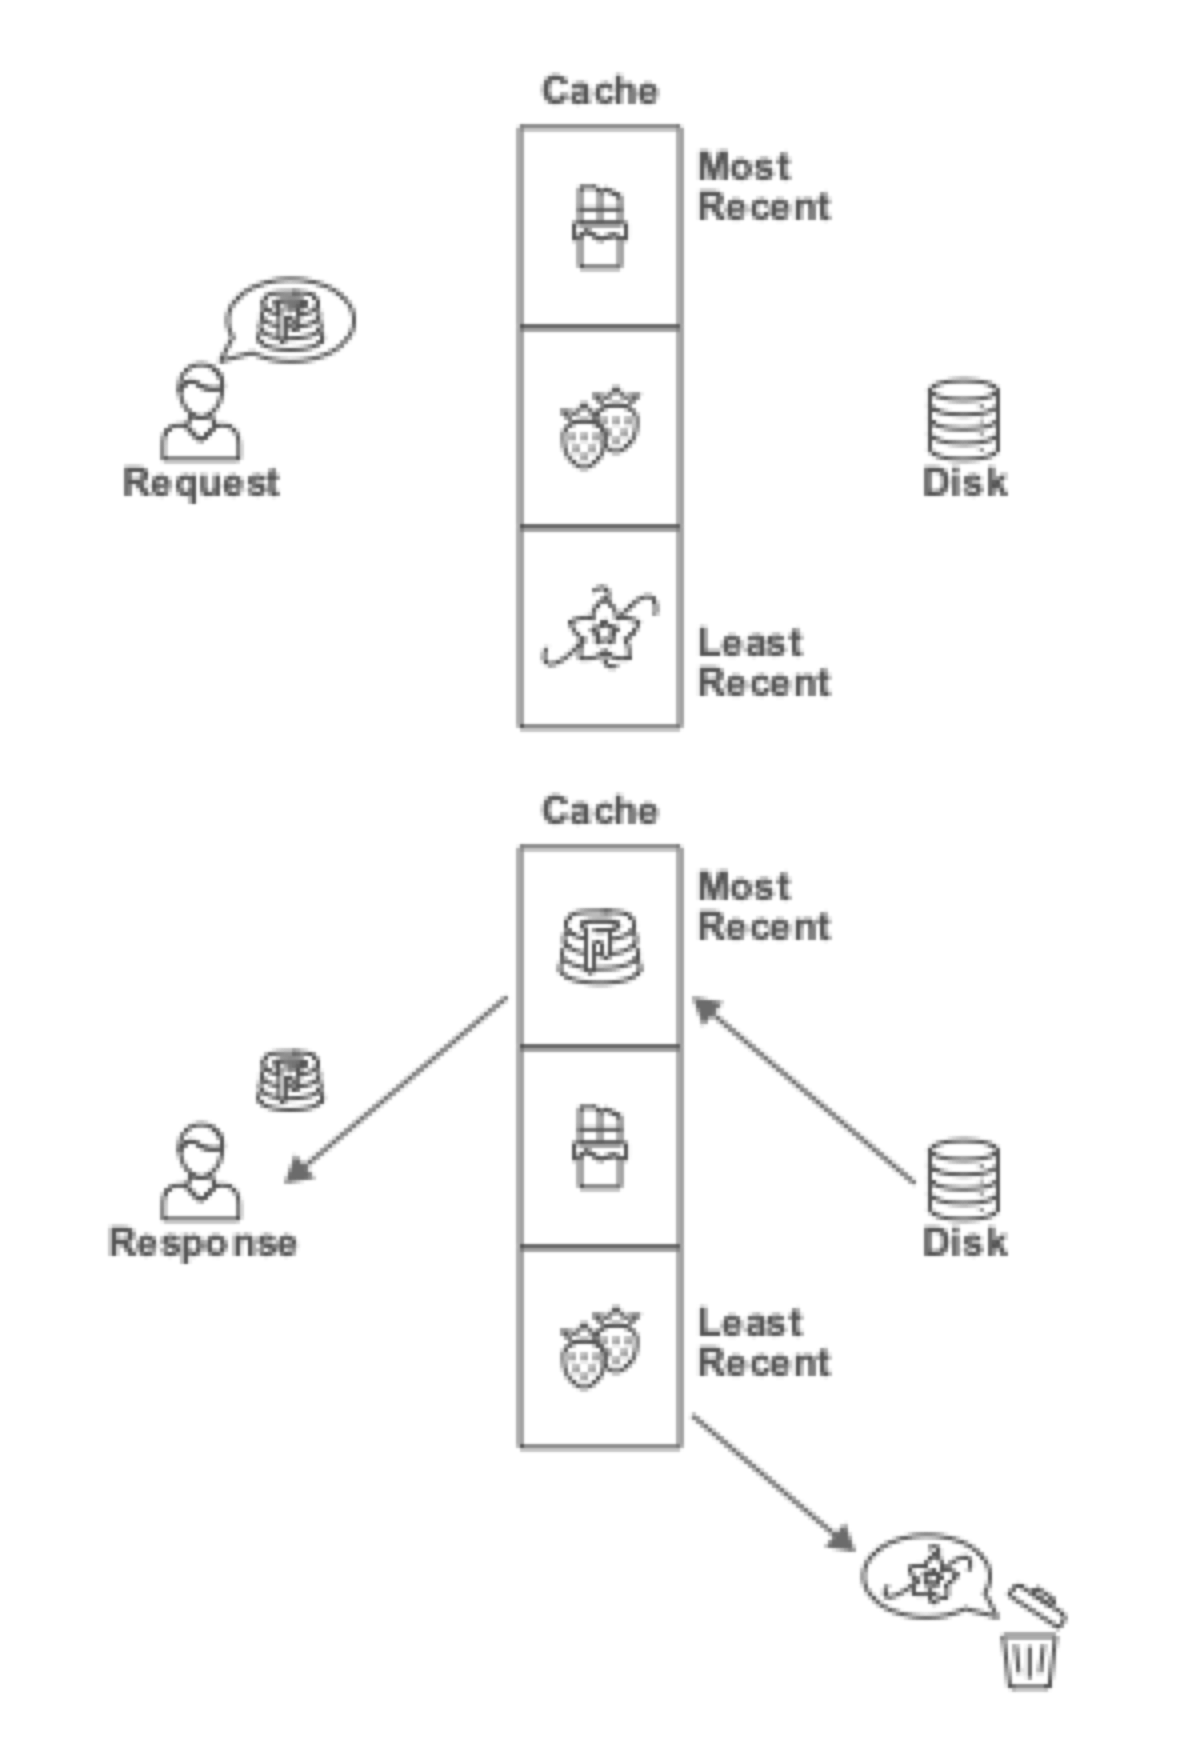 Cache
Most
Recent
Request
Disk
Least
Recent
Cache
Most
Recent
Response
Disk
Least
Recent